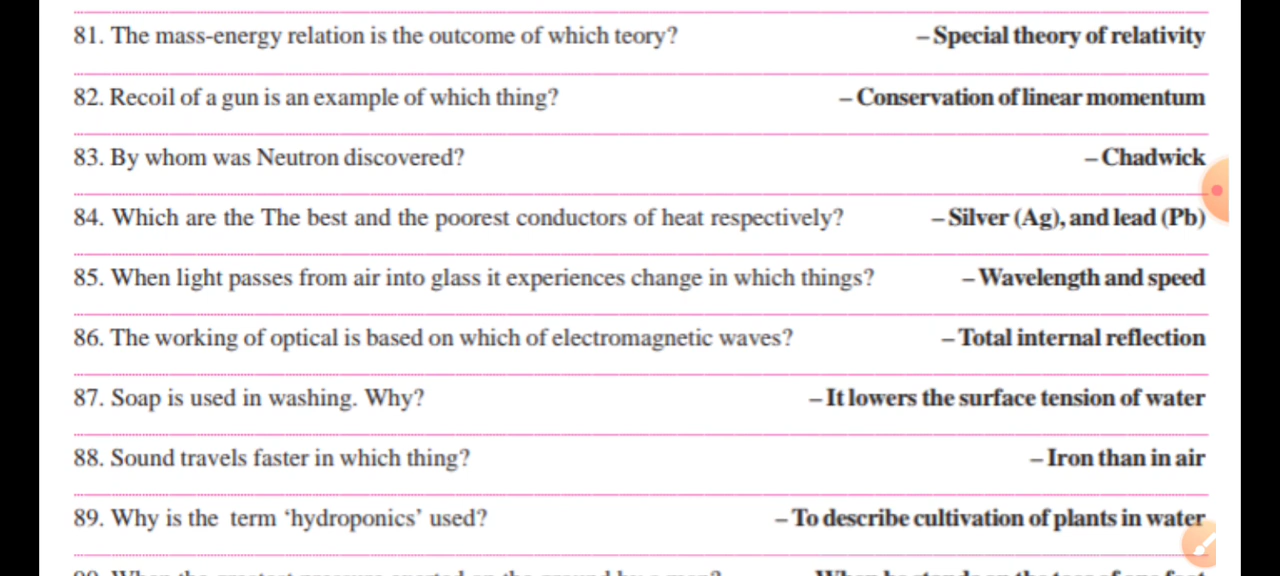 81. The mass-energy relation is the outcome of which teory? – Special theory of relativity
82. Recoil of a gun is an example of which thing? – Conservation of linear momentum
83. By whom was Neutron discovered? – Chadwick
84. Which are the The best and the poorest conductors of heat respectively? – Silver (Ag), and lead (Pb)
85. When light passes from air into glass it experiences change in which things? – Wavelength and speed
86. The working of optical is based on which of electromagnetic waves? – Total internal reflection
87. Soap is used in washing. Why? – It lowers the surface tension of water
88. Sound travels faster in which thing? – Iron than in air
89. Why is the term ‘hydroponics’ used? – To describe cultivation of plants in water